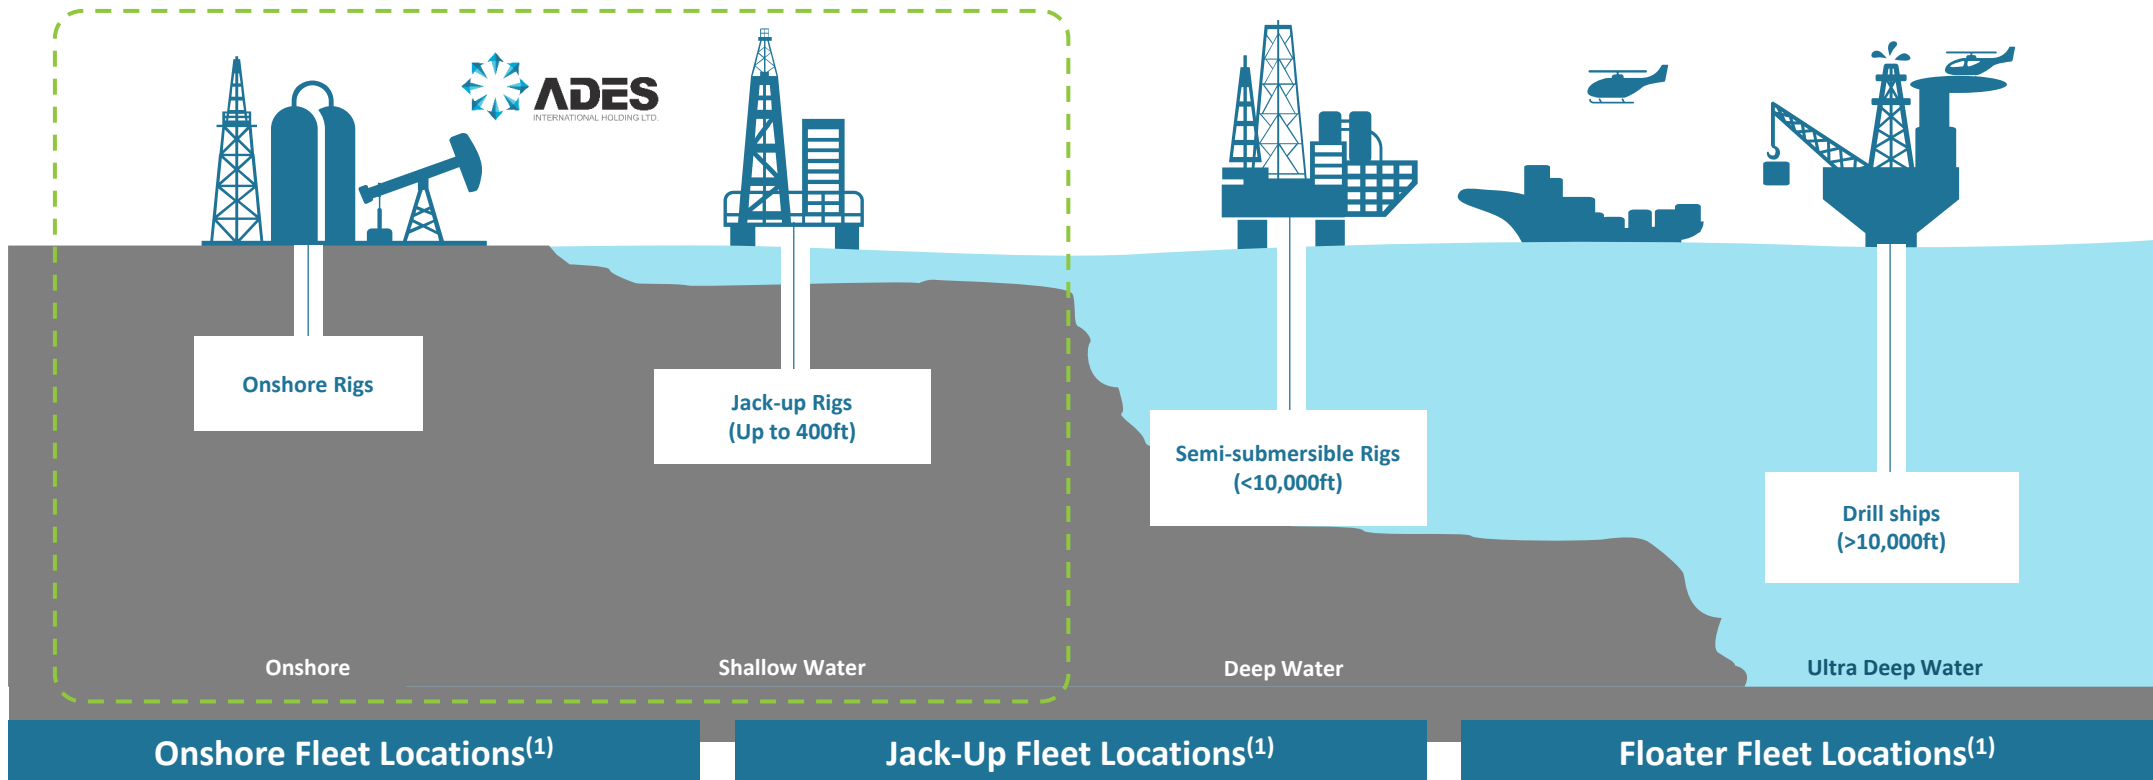 ADES
INTERNATIONAL HOLDING LTD.
Onshore Rigs
Jack-up Rigs
(Up to 400ft)
Semi-submersible Rigs
(<10,000ft)
Drill ships
(>10,000ft)
Onshore
Shallow Water
Deep Water
Ultra Deep Water
Onshore Fleet Locations(1)
Jack-Up Fleet Locations(1)
Floater Fleet Locations(1)